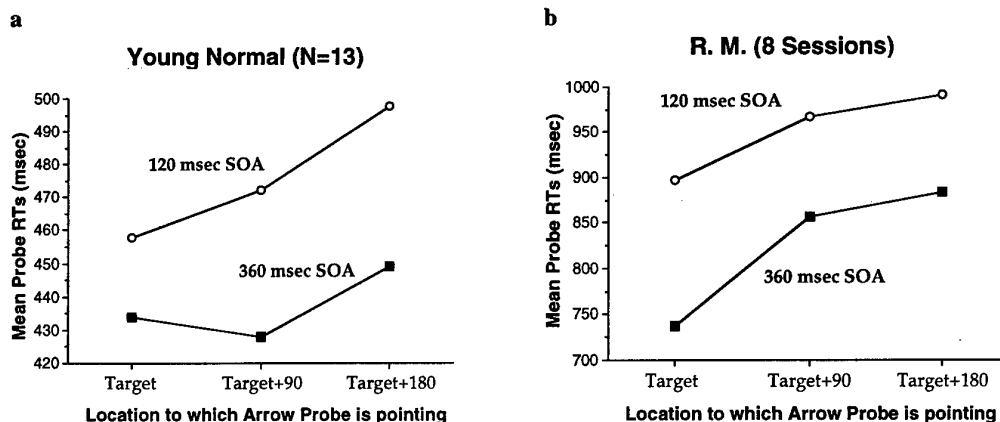 a
Young Normal (N=13)
Mean Probe RTs (msec)
500
490
480
470
460
450
440
430
420
120 msec SOA
360 msec SOA
Target
Target+90
Target+180
Location to which Arrow Probe is pointing
b
R. M. (8 Sessions)
Mean Probe RTs (msec)
1000
950
900
850
800
750
700
120 msec SOA
360 msec SOA
Target
Target+90
Target+180
Location to which Arrow Probe is pointing